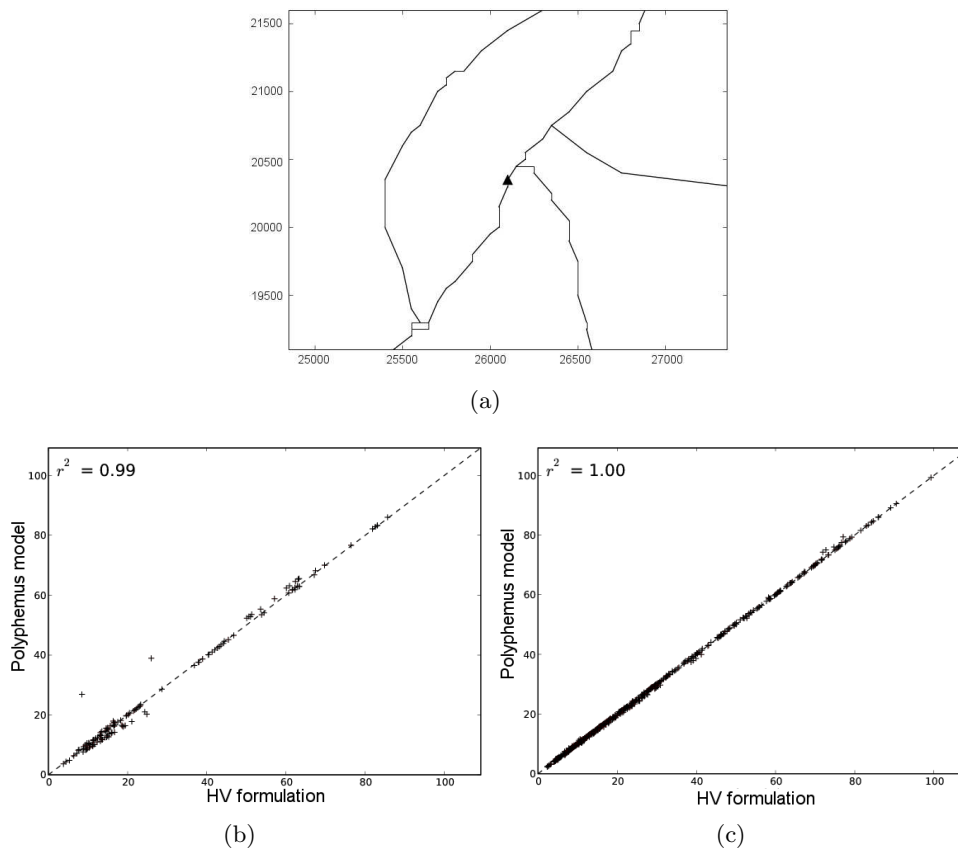 21500
21000
20500
20000
19500
25000 25500 26000 26500 27000
(a)
r² = 0.99
100
80
60
40
20
0
0 20 40 60 80 100
Polyphemus model
HV formulation
(b)
r² = 1.00
100
80
60
40
20
0
0 20 40 60 80 100
Polyphemus model
HV formulation
(c)